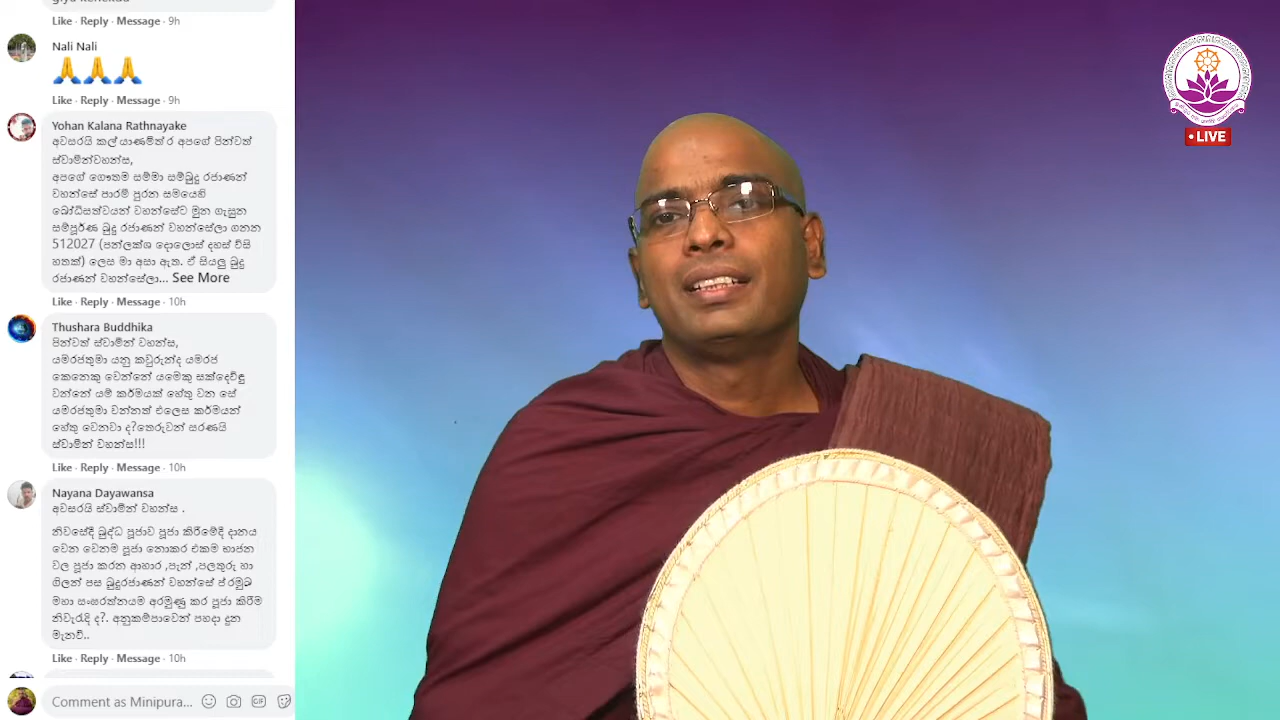 Like · Reply · Message · 9h
Nali Nali
Like · Reply · Message · 9h
Yohan Kalana Rathnayake
අවසරයි කල් යාණමිත් ර අපගේ පින්වත්
ස්වාමින්වහන්ස,
අපගේ ගෞතම සම්මා සම්බුදු රජාණන්
වහන්සේ පාරමී පුරන සමයෙහි
බෝධිසත්වයන් වහන්සේට මුන ගැසුන
සම්පූර්ණ බුදු රජාණන් වහන්සේලා ගනන
512027 (පන්ලක්ශ දොලොස් දහස් විසි
හතක්) ලෙස මා අසා ඇත. ඒ සියලු බුදු
රජාණන් වහන්සේලා... See More
Like · Reply · Message · 10h
Thushara Buddhika
පින්වත් ස්වාමින් වහන්ස,
යමරජතුමා යනු කවුරුන්ද යමරජ
කෙනෙකු වෙන්නේ යමෙකු සක්දෙව්ඳු
වන්නේ යම් කර්මයක් හේතු වන සේ
යමරජතුමා වන්නත් එලෙස කර්මයන්
හේතු වෙනවා ද?තෙරුවන් සරණයි
ස්වාමින් වහන්ස!!!
Like · Reply · Message · 10h
Nayana Dayawansa
අවසරයි ස්වාමින් වහන්ස .
නිවසේදී බුද්ධ පූජාව පූජා කිරීමේදී දානය
වෙන වෙනම පූජා නොකර එකම භාජන
වල පූජා කරන ආහාර ,පැන් ,පලතුරු හා
ගිලන් පස බුදුරජාණන් වහන්සේ ප්රමුඛ
මහා සංඝරත්නයම අරමුණු කර පූජා කිරීම
නිවැරැදි ද?. අනුකම්පාවෙන් පහදා දුන
මැනවි..
Like · Reply · Message · 10h
Comment as Minipura...
GIF
LIVE